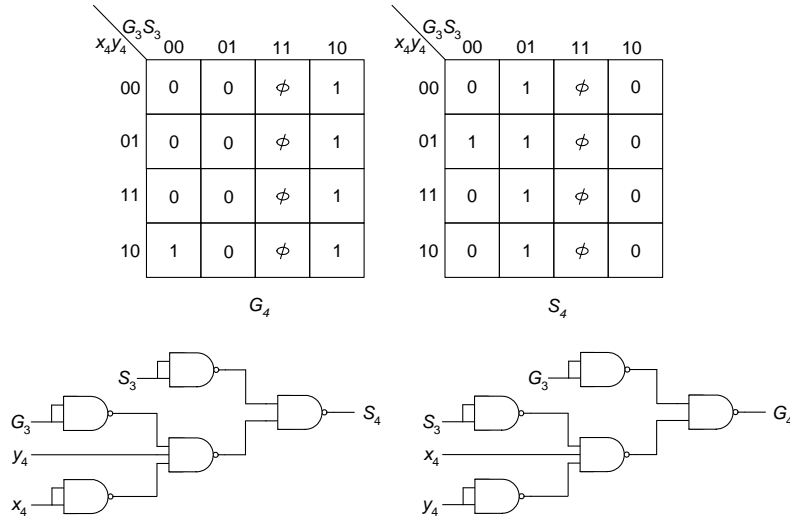 G₃S₃ G₃S₃
x₄y₄ 00 01 11 10 x₄y₄ 00 01 11 10
00 0 0 ϕ 1 00 0 1 ϕ 0
01 0 0 ϕ 1 01 1 1 ϕ 0
11 0 0 ϕ 1 11 0 1 ϕ 0
10 1 0 ϕ 1 10 0 1 ϕ 0
G₄ S₄
S₃ G₃
G₃ S₄ S₃ G₄
y₄ x₄
x₄ y₄